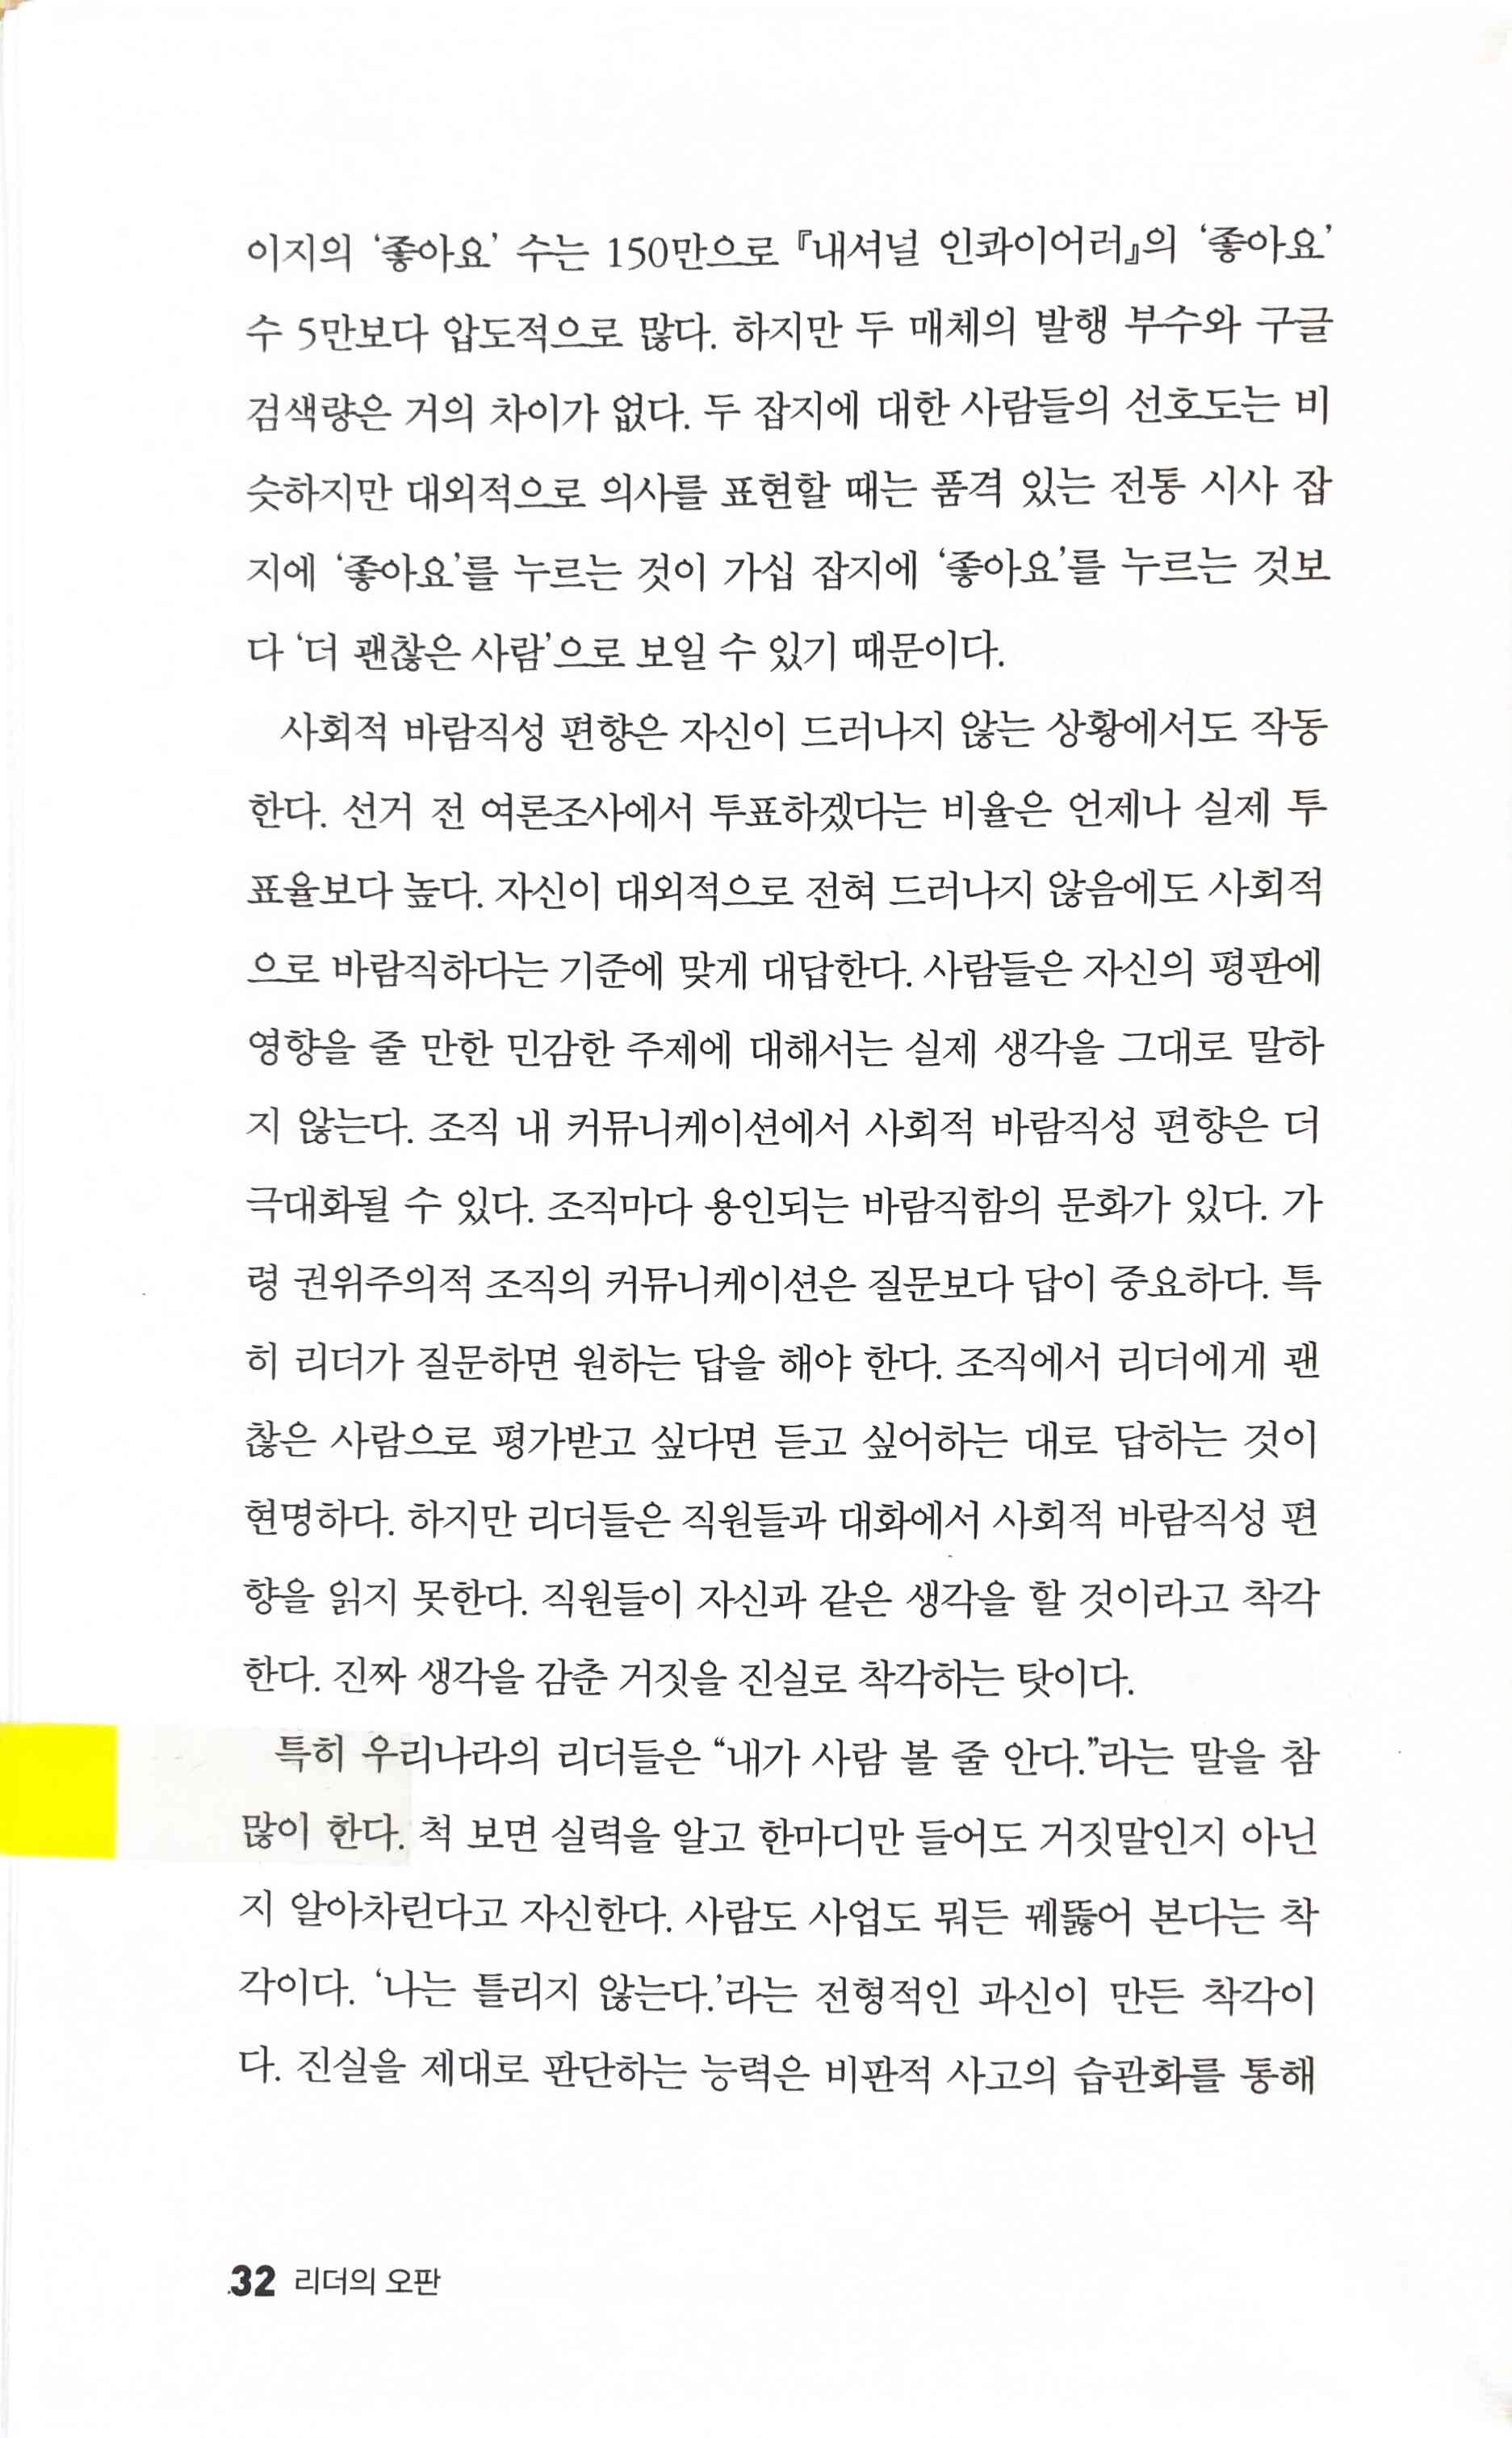 이지의 ‘좋아요’ 수는 150만으로 『내셔널 인콰이어러』의 ‘좋아요’
수 5만보다 압도적으로 많다. 하지만 두 매체의 발행 부수와 구글
검색량은 거의 차이가 없다. 두 잡지에 대한 사람들의 선호도는 비
슷하지만 대외적으로 의사를 표현할 때는 품격 있는 전통 시사 잡
지에 ‘좋아요’를 누르는 것이 가십 잡지에 ‘좋아요’를 누르는 것보
다 ‘더 괜찮은 사람’으로 보일 수 있기 때문이다.
사회적 바람직성 편향은 자신이 드러나지 않는 상황에서도 작동
한다. 선거 전 여론조사에서 투표하겠다는 비율은 언제나 실제 투
표율보다 높다. 자신이 대외적으로 전혀 드러나지 않음에도 사회적
으로 바람직하다는 기준에 맞게 대답한다. 사람들은 자신의 평판에
영향을 줄 만한 민감한 주제에 대해서는 실제 생각을 그대로 말하
지 않는다. 조직 내 커뮤니케이션에서 사회적 바람직성 편향은 더
극대화될 수 있다. 조직마다 용인되는 바람직함의 문화가 있다. 가
령 권위주의적 조직의 커뮤니케이션은 질문보다 답이 중요하다. 특
히 리더가 질문하면 원하는 답을 해야 한다. 조직에서 리더에게 괜
찮은 사람으로 평가받고 싶다면 듣고 싶어하는 대로 답하는 것이
현명하다. 하지만 리더들은 직원들과 대화에서 사회적 바람직성 편
향을 읽지 못한다. 직원들이 자신과 같은 생각을 할 것이라고 착각
한다. 진짜 생각을 감춘 거짓을 진실로 착각하는 탓이다.
특히 우리나라의 리더들은 “내가 사람 볼 줄 안다.”라는 말을 참
많이 한다. 척 보면 실력을 알고 한마디만 들어도 거짓말인지 아닌
지 알아차린다고 자신한다. 사람도 사업도 뭐든 꿰뚫어 본다는 착
각이다. ‘나는 틀리지 않는다.’라는 전형적인 과신이 만든 착각이
다. 진실을 제대로 판단하는 능력은 비판적 사고의 습관화를 통해
32 리더의 오판